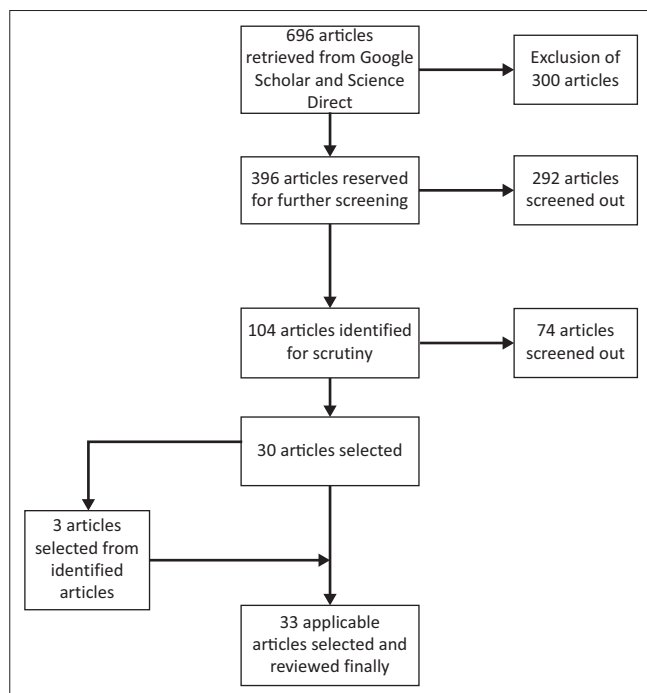 696 articles
retrieved from Google
Scholar and Science
Direct
Exclusion of
300 articles
396 articles reserved
for further screening
292 articles
screened out
104 articles identified
for scrutiny
74 articles
screened out
30 articles selected
3 articles
selected from
identified
articles
33 applicable
articles selected and
reviewed finally